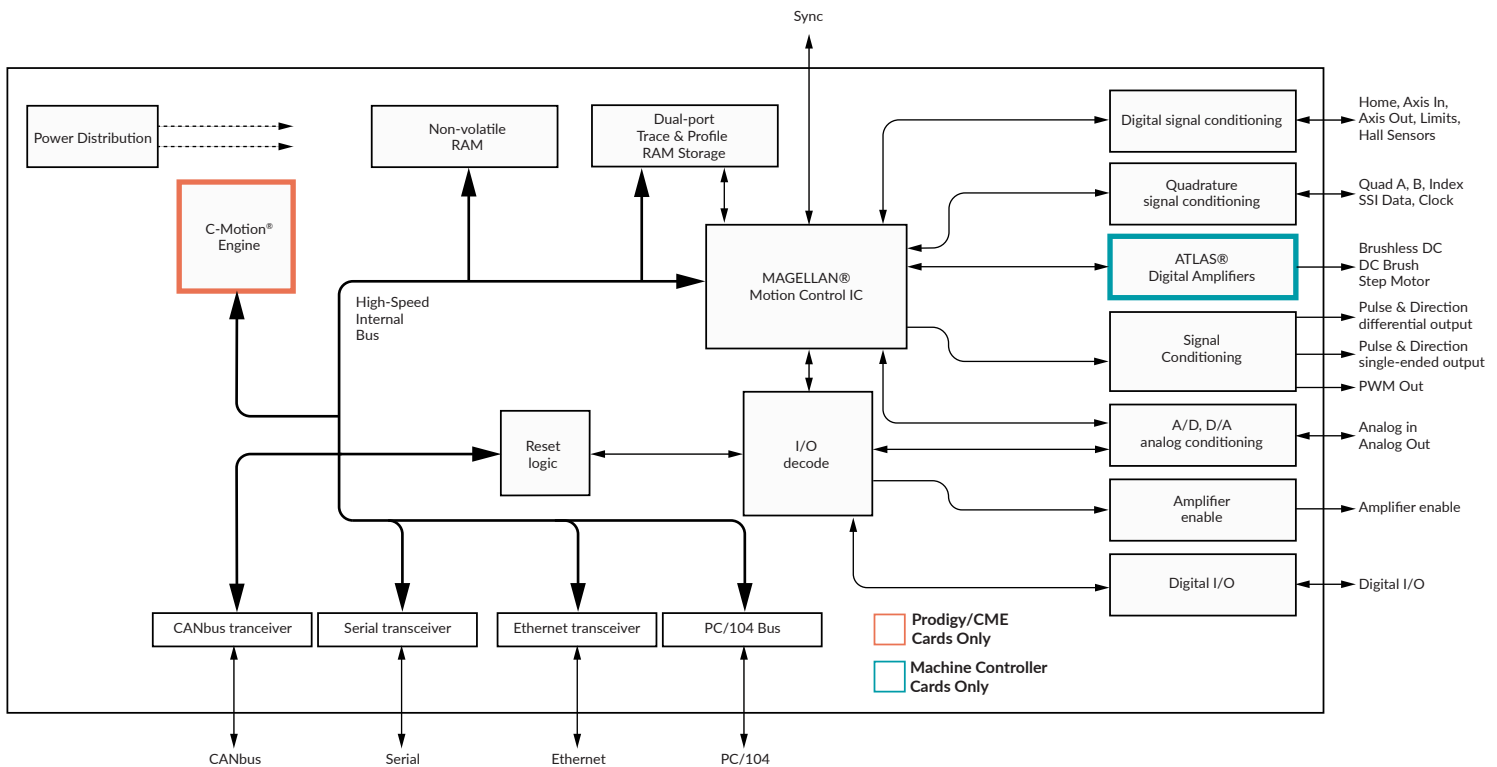 Sync
Power Distribution
Non-volatile
RAM
Dual-port
Trace & Profile
RAM Storage
Digital signal conditioning
Home, Axis In,
Axis Out, Limits,
Hall Sensors
Quadrature
signal conditioning
Quad A, B, Index
SSI Data, Clock
C-Motion®
Engine
High-Speed
Internal
Bus
MAGELLAN®
Motion Control IC
ATLAS®
Digital Amplifiers
Brushless DC
DC Brush
Step Motor
Signal
Conditioning
Pulse & Direction
differential output
Pulse & Direction
single-ended output
PWM Out
Reset
logic
I/O
decode
A/D, D/A
analog conditioning
Analog in
Analog Out
Amplifier
enable
Amplifier enable
Digital I/O
Digital I/O
CANbus tranceiver
Serial transceiver
Ethernet transceiver
PC/104 Bus
Prodigy/CME
Cards Only
Machine Controller
Cards Only
CANbus
Serial
Ethernet
PC/104